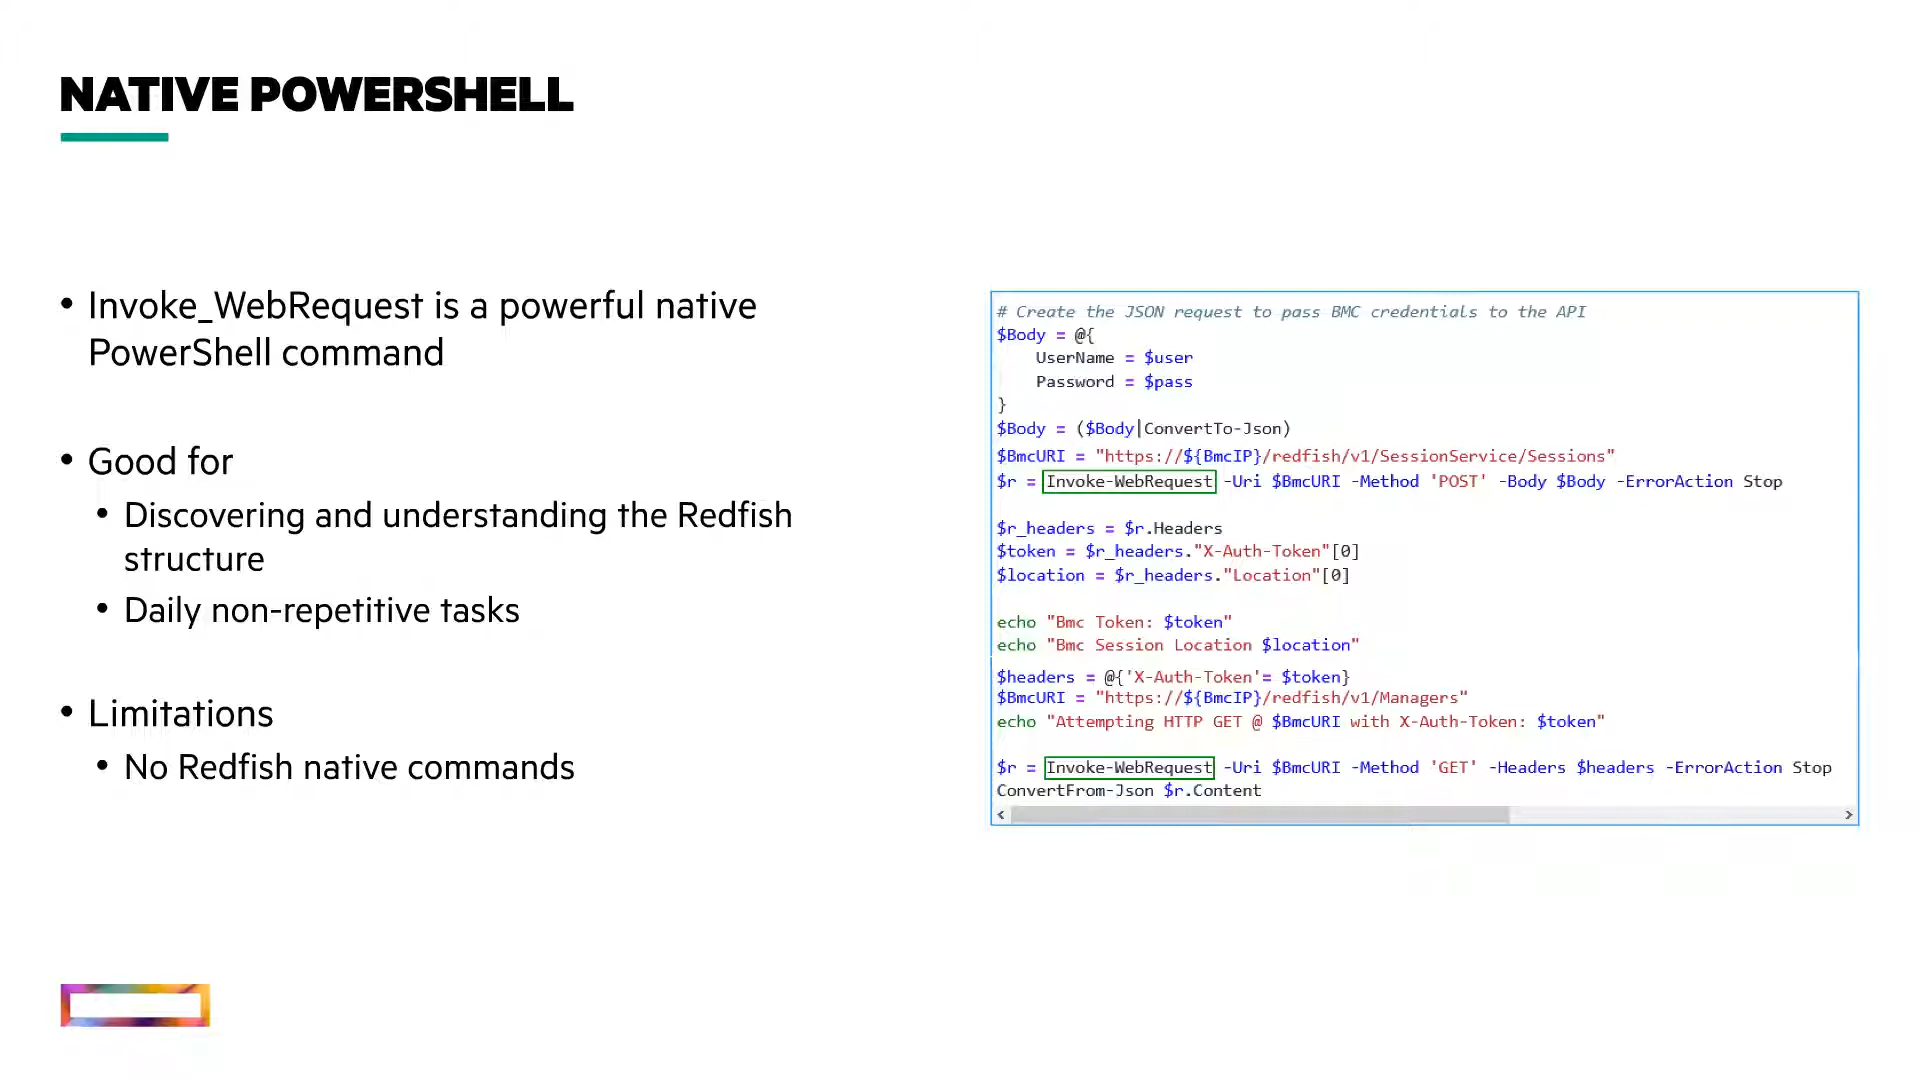 NATIVE POWERSHELL
• Invoke_WebRequest is a powerful native
PowerShell command
• Good for
• Discovering and understanding the Redfish
structure
• Daily non-repetitive tasks
• Limitations
• No Redfish native commands
# Create the JSON request to pass BMC credentials to the API
$Body = @{
    UserName = $user
    Password = $pass
}
$Body = ($Body|ConvertTo-Json)
$BmcURI = "https://${BmcIP}/redfish/v1/SessionService/Sessions"
$r = Invoke-WebRequest -Uri $BmcURI -Method 'POST' -Body $Body -ErrorAction Stop
$r_headers = $r.Headers
$token = $r_headers."X-Auth-Token"[0]
$location = $r_headers."Location"[0]
echo "Bmc Token: $token"
echo "Bmc Session Location $location"
$headers = @{'X-Auth-Token'= $token}
$BmcURI = "https://${BmcIP}/redfish/v1/Managers"
echo "Attempting HTTP GET @ $BmcURI with X-Auth-Token: $token"
$r = Invoke-WebRequest -Uri $BmcURI -Method 'GET' -Headers $headers -ErrorAction Stop
ConvertFrom-Json $r.Content